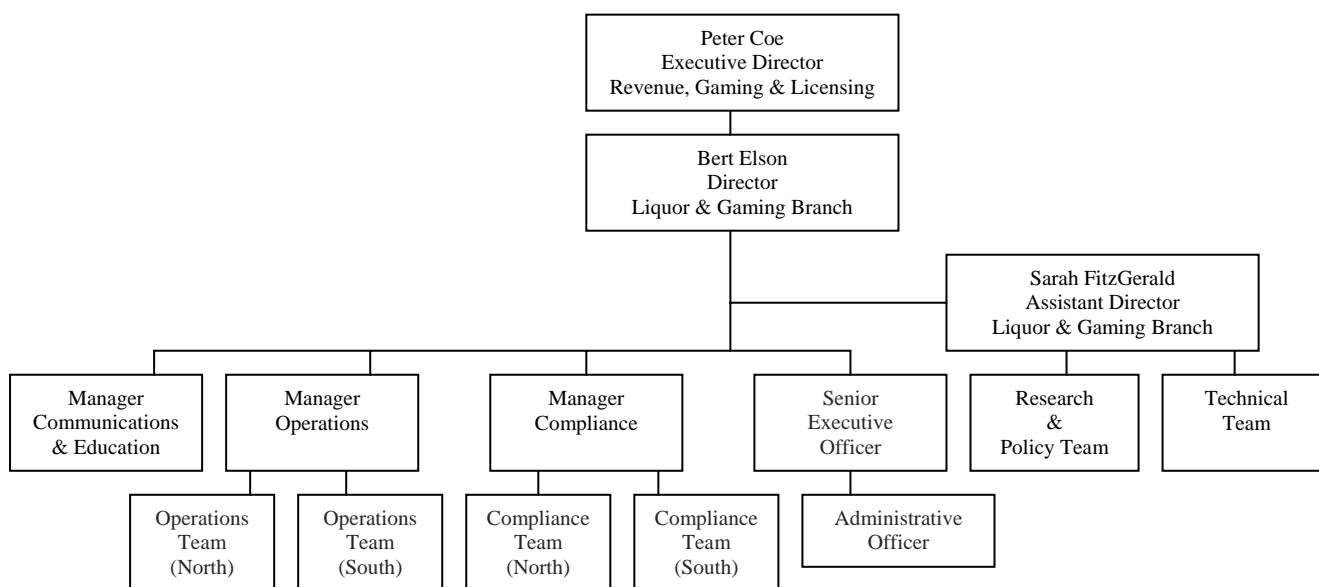 Peter Coe
Executive Director
Revenue, Gaming & Licensing
Bert Elson
Director
Liquor & Gaming Branch
Sarah FitzGerald
Assistant Director
Liquor & Gaming Branch
Manager
Communications
& Education
Manager
Operations
Manager
Compliance
Senior
Executive
Officer
Research
&
Policy Team
Technical
Team
Operations
Team
(North)
Operations
Team
(South)
Compliance
Team
(North)
Compliance
Team
(South)
Administrative
Officer